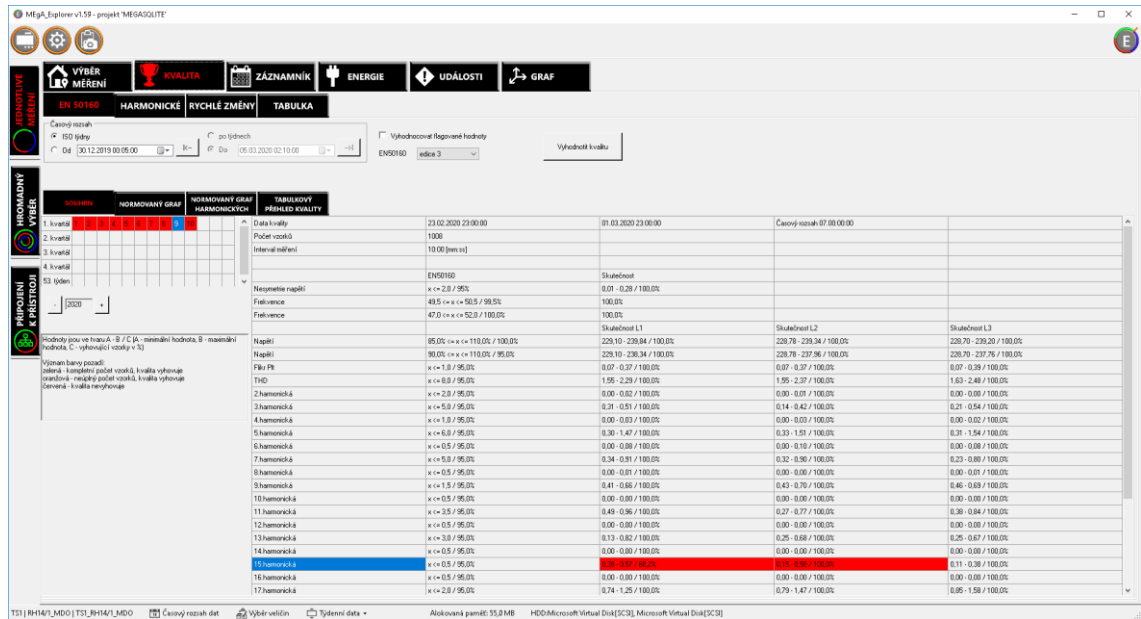 MEgA_Explorer v1.59 - projekt 'MEGASQLITE'
E
JEDNOTLIVÉ MĚŘENÍ
HROMADNÝ VÝBĚR
PŘIPOJENÍ K PŘÍSTROJI
VÝBĚR MĚŘENÍ
KVALITA
ZÁZNAMNÍK
ENERGIE
UDÁLOSTI
GRAF
EN 50160
HARMONICKÉ
RYCHLÉ ZMĚNY
TABULKA
Časový rozsah
ISO týdny
po týdnech
Od 30.12.2019 00:05:00
Do 05.03.2020 02:10:00
Vyhodnocovat flagované hodnoty
EN50160 edice 3
Vyhodnotit kvalitu
SOUHRN
NORMOVANÝ GRAF
NORMOVANÝ GRAF HARMONICKÝCH
TABULKOVÝ PŘEHLED KVALITY
1. kvartál 1 2 3 4 5 6 7 8 9 10
2. kvartál
3. kvartál
4. kvartál
53. týden
- 2020 +
Hodnoty jsou ve tvaru A - B / C (A - minimální hodnota, B - maximální
hodnota, C - vyhovující vzorky v %)
Význam barvy pozadí:
zelená - kompletní počet vzorků, kvalita vyhovuje
oranžová - neúplný počet vzorků, kvalita vyhovuje
červená - kvalita nevyhovuje
Data kvality 23.02.2020 23:00:00 01.03.2020 23:00:00 Časový rozsah 07.00:00:00
Počet vzorků 1008
Interval měření 10:00 [mm:ss]
EN50160 Skutečnost
Nesymetrie napětí x <= 2,0 / 95% 0,01 - 0,28 / 100,0%
Frekvence 49,5 <= x <= 50,5 / 99,5% 100,0%
Frekvence 47,0 <= x <= 52,0 / 100,0% 100,0%
Skutečnost L1 Skutečnost L2 Skutečnost L3
Napětí 85,0% <= x <= 110,0% / 100,0% 229,10 - 239,84 / 100,0% 228,78 - 239,34 / 100,0% 228,70 - 239,20 / 100,0%
Napětí 90,0% <= x <= 110,0% / 95,0% 229,10 - 238,34 / 100,0% 228,78 - 237,96 / 100,0% 228,70 - 237,76 / 100,0%
Flikr Plt x <= 1,0 / 95,0% 0,07 - 0,37 / 100,0% 0,07 - 0,37 / 100,0% 0,07 - 0,39 / 100,0%
THD x <= 8,0 / 95,0% 1,55 - 2,29 / 100,0% 1,55 - 2,37 / 100,0% 1,63 - 2,48 / 100,0%
2.harmonická x <= 2,0 / 95,0% 0,00 - 0,02 / 100,0% 0,00 - 0,01 / 100,0% 0,00 - 0,00 / 100,0%
3.harmonická x <= 5,0 / 95,0% 0,31 - 0,51 / 100,0% 0,14 - 0,42 / 100,0% 0,21 - 0,54 / 100,0%
4.harmonická x <= 1,0 / 95,0% 0,00 - 0,03 / 100,0% 0,00 - 0,03 / 100,0% 0,00 - 0,02 / 100,0%
5.harmonická x <= 6,0 / 95,0% 0,30 - 1,47 / 100,0% 0,33 - 1,51 / 100,0% 0,31 - 1,54 / 100,0%
6.harmonická x <= 0,5 / 95,0% 0,00 - 0,08 / 100,0% 0,00 - 0,10 / 100,0% 0,00 - 0,08 / 100,0%
7.harmonická x <= 5,0 / 95,0% 0,34 - 0,91 / 100,0% 0,32 - 0,90 / 100,0% 0,23 - 0,80 / 100,0%
8.harmonická x <= 0,5 / 95,0% 0,00 - 0,01 / 100,0% 0,00 - 0,00 / 100,0% 0,00 - 0,01 / 100,0%
9.harmonická x <= 1,5 / 95,0% 0,41 - 0,66 / 100,0% 0,43 - 0,70 / 100,0% 0,46 - 0,69 / 100,0%
10.harmonická x <= 0,5 / 95,0% 0,00 - 0,00 / 100,0% 0,00 - 0,00 / 100,0% 0,00 - 0,00 / 100,0%
11.harmonická x <= 3,5 / 95,0% 0,49 - 0,96 / 100,0% 0,27 - 0,77 / 100,0% 0,38 - 0,84 / 100,0%
12.harmonická x <= 0,5 / 95,0% 0,00 - 0,00 / 100,0% 0,00 - 0,00 / 100,0% 0,00 - 0,00 / 100,0%
13.harmonická x <= 3,0 / 95,0% 0,13 - 0,82 / 100,0% 0,25 - 0,68 / 100,0% 0,25 - 0,67 / 100,0%
14.harmonická x <= 0,5 / 95,0% 0,00 - 0,00 / 100,0% 0,00 - 0,00 / 100,0% 0,00 - 0,00 / 100,0%
15.harmonická x <= 0,5 / 95,0% 0,11 - 0,38 / 100,0%
16.harmonická x <= 0,5 / 95,0% 0,00 - 0,00 / 100,0% 0,00 - 0,00 / 100,0% 0,00 - 0,00 / 100,0%
17.harmonická x <= 2,0 / 95,0% 0,74 - 1,25 / 100,0% 0,79 - 1,47 / 100,0% 0,85 - 1,58 / 100,0%
TS1 | RH14/1_MDO | TS1_RH14/1_MDO Časový rozsah dat Výběr veličin Týdenní data Alokovaná paměť: 55,0 MB HDD:Microsoft Virtual Disk[SCSI], Microsoft Virtual Disk[SCSI]